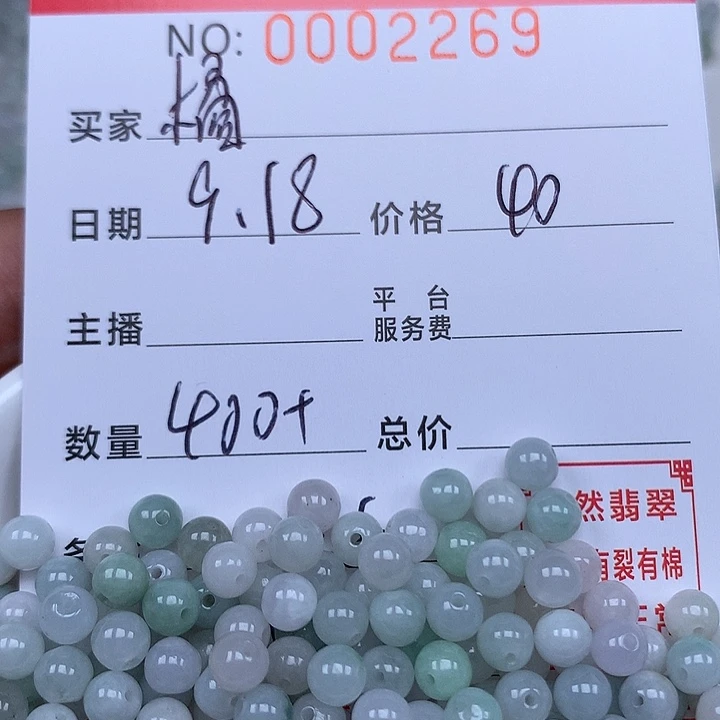 NO: 0002269
买家 橘
日期 9.18 价格 40
主播 平台服务费
数量 400+ 总价
然翡翠
有裂有棉